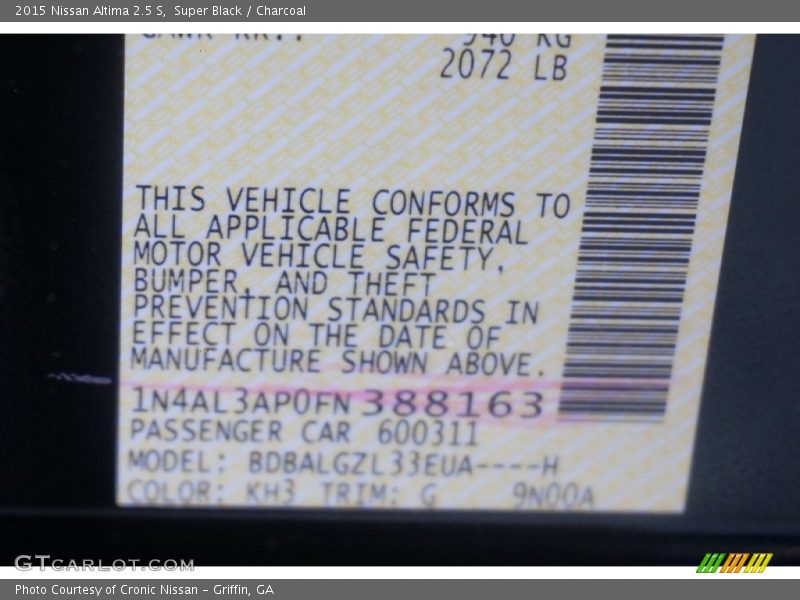 2015 Nissan Altima 2.5 S, Super Black / Charcoal
940 KG
2072 LB
THIS VEHICLE CONFORMS TO
ALL APPLICABLE FEDERAL
MOTOR VEHICLE SAFETY,
BUMPER, AND THEFT
PREVENTION STANDARDS IN
EFFECT ON THE DATE OF
MANUFACTURE SHOWN ABOVE.
1N4AL3AP0FN388163
PASSENGER CAR 600311
MODEL: BDBALGZL33EUA----H
COLOR: KH3 TRIM: G 9N00A
GTCARLOT.COM
Photo Courtesy of Cronic Nissan – Griffin, GA